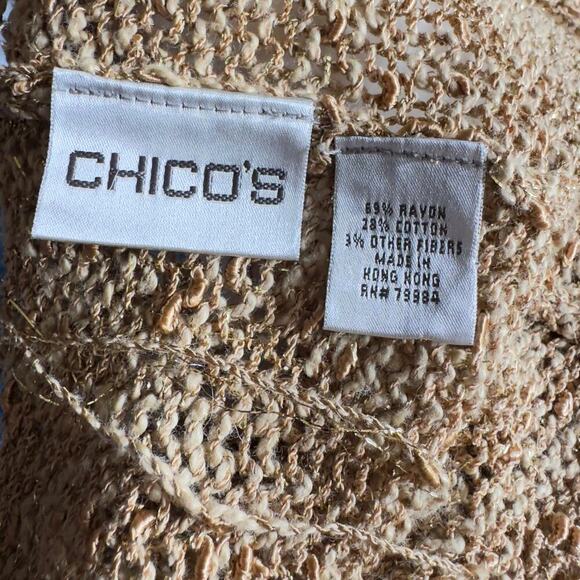 CHICO'S
69% RAYON
28% COTTON
3% OTHER FIBERS
MADE IN
HONG KONG
RN# 79984